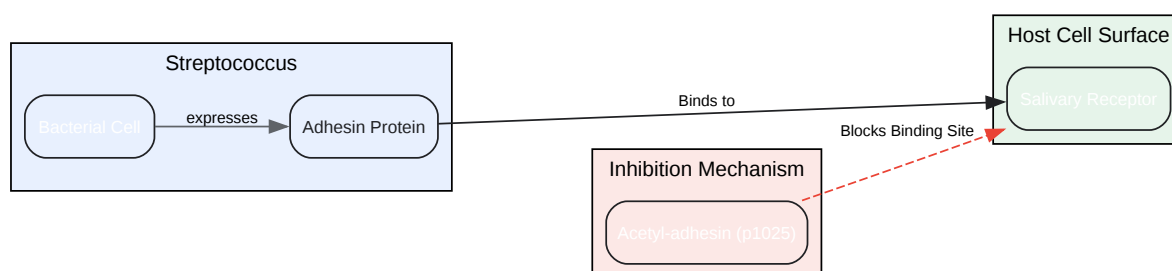 Streptococcus
Bacterial Cell
expresses
Adhesin Protein
Binds to
Host Cell Surface
Salivary Receptor
Blocks Binding Site
Inhibition Mechanism
Acetyl-adhesin (p1025)